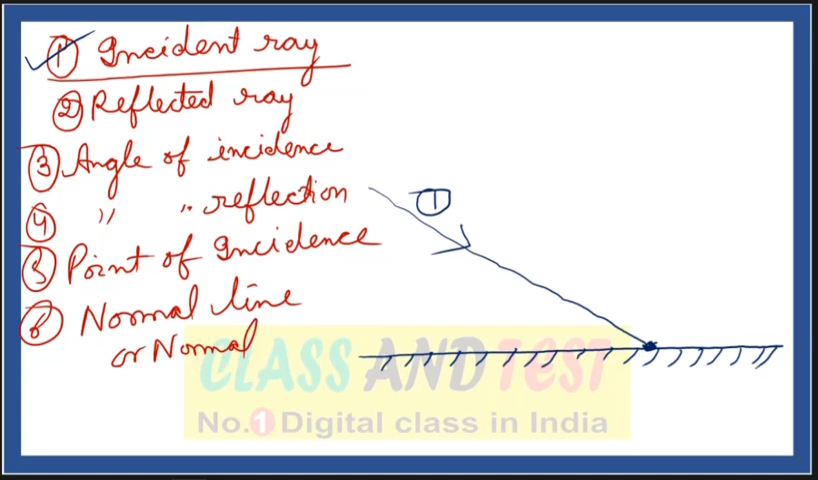 ① Incident ray
② Reflected ray
③ Angle of incidence
④ " " reflection
⑤ Point of Incidence
⑥ Normal line
or Normal
①
CLASS AND TEST
No.1 Digital class in India